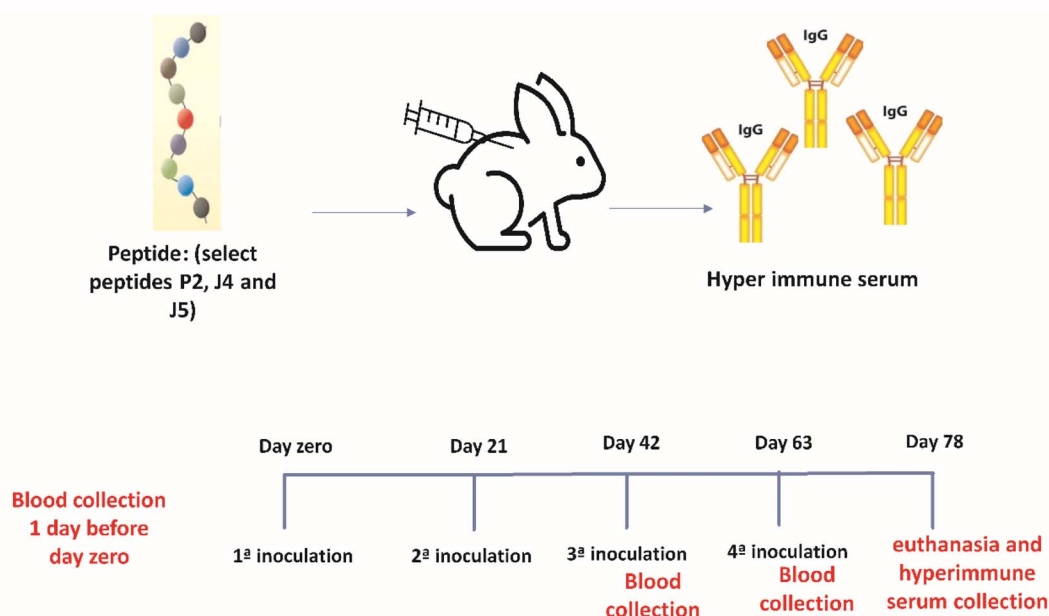 IgG
IgG
IgG
Peptide: (select
peptides P2, J4 and
J5)
Hyper immune serum
Day zero
Day 21
Day 42
Day 63
Day 78
Blood collection
1 day before
day zero
1ª inoculation
2ª inoculation
3ª inoculation
Blood
collection
4ª inoculation
Blood
collection
euthanasia and
hyperimmune
serum collection